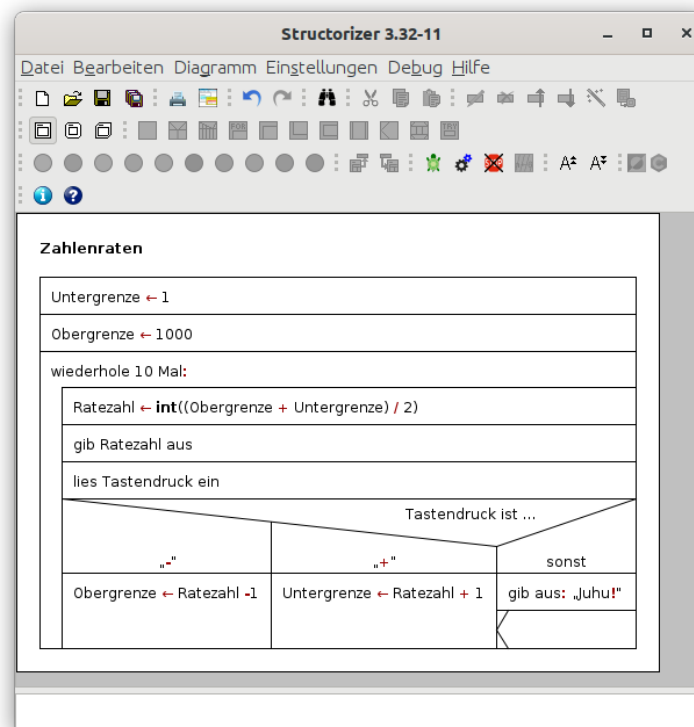 Structorizer 3.32-11
Datei Bearbeiten Diagramm Einstellungen Debug Hilfe
Zahlenraten
Untergrenze ← 1
Obergrenze ← 1000
wiederhole 10 Mal:
Ratezahl ← int((Obergrenze + Untergrenze) / 2)
gib Ratezahl aus
lies Tastendruck ein
Tastendruck ist ...
„-"
„+"
sonst
Obergrenze ← Ratezahl -1
Untergrenze ← Ratezahl + 1
gib aus: „Juhu!"